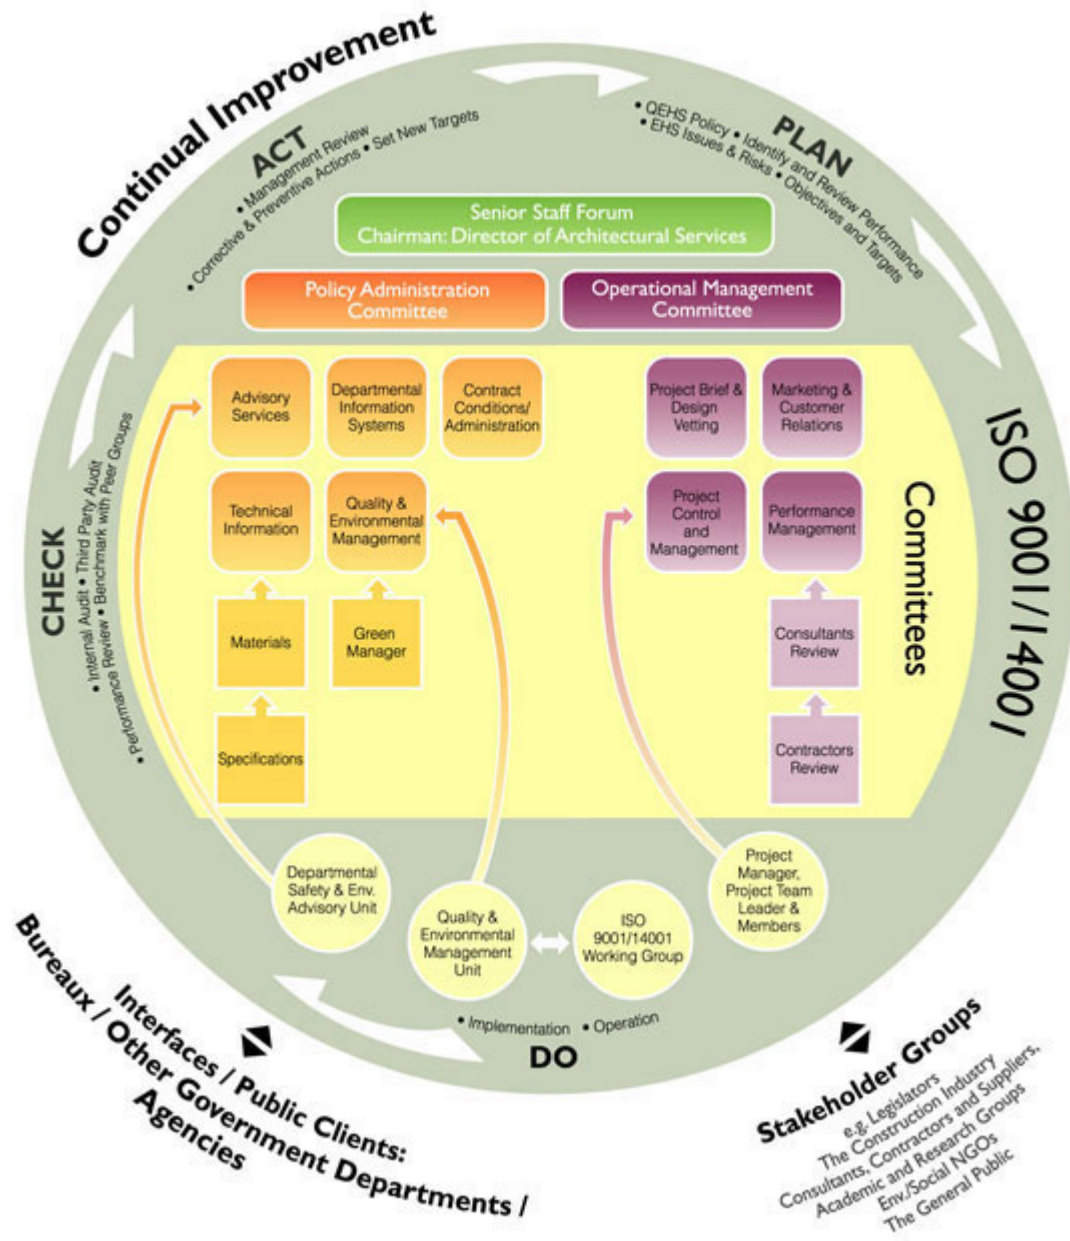 Continual Improvement
ACT
• Management Review
• Corrective & Preventive Actions • Set New Targets
PLAN
• QEHS Policy • Identify and Review Performance
• EHS Issues & Risks • Objectives and Targets
Senior Staff Forum
Chairman: Director of Architectural Services
Policy Administration
Committee
Operational Management
Committee
Advisory
Services
Departmental
Information
Systems
Contract
Conditions/
Administration
Project Brief &
Design
Vetting
Marketing &
Customer
Relations
Technical
Information
Quality &
Environmental
Management
Project
Control
and
Management
Performance
Management
Materials
Green
Manager
Consultants
Review
Specifications
Contractors
Review
Committees
ISO 9001/14001
CHECK
• Internal Audit • Third Party Audit
• Performance Review • Benchmark with Peer Groups
Departmental
Safety & Env.
Advisory Unit
Quality &
Environmental
Management
Unit
ISO
9001/14001
Working Group
Project
Manager,
Project Team
Leader &
Members
• Implementation • Operation
DO
Interfaces / Public Clients:
Bureaux / Other Government Departments /
Agencies
Stakeholder Groups
e.g. Legislators
The Construction Industry
Consultants, Contractors and Suppliers,
Academic and Research Groups
Env./Social NGOs
The General Public